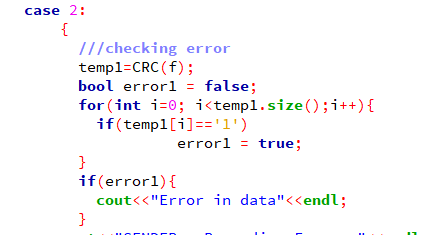 case 2:
{
///checking error
temp1=CRC(f);
bool error1 = false;
for(int i=0; i<temp1.size();i++){
if(temp1[i]=='1')
error1 = true;
}
if(error1){
cout<<"Error in data"<<endl;
}